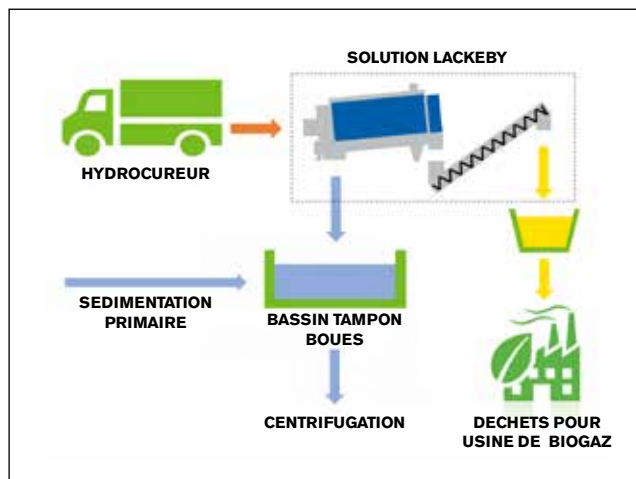 SOLUTION LACKEBY
HYDROCUREUR
SEDIMENTATION
PRIMAIRE
BASSIN TAMPON
BOUES
CENTRIFUGATION
DECHETS POUR
USINE DE BIOGAZ